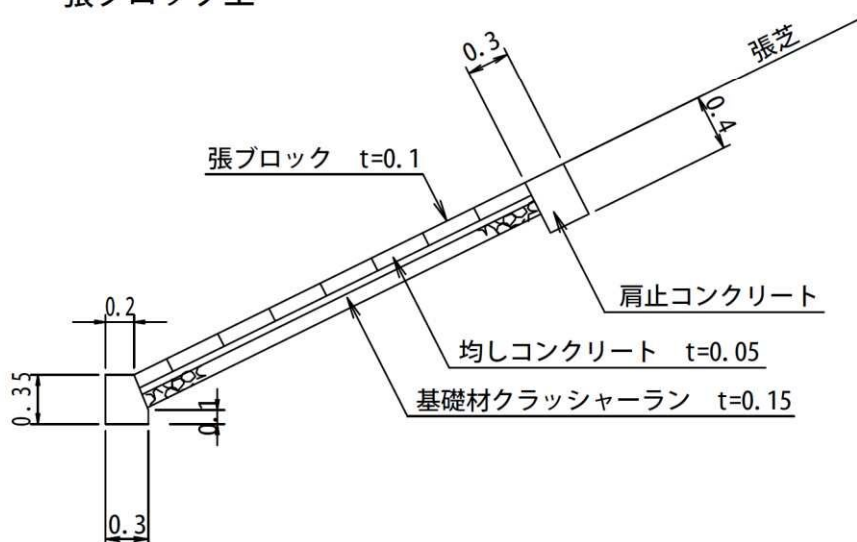 張ブロック工
0.3
張芝
0.4
張ブロック t=0.1
肩止コンクリート
0.2
均しコンクリート t=0.05
0.35
基礎材クラッシャーラン t=0.15
0.1
0.3